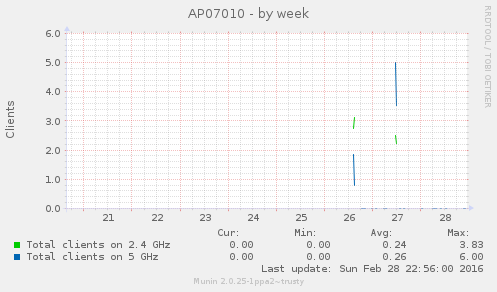 AP07010 - by week
RRDTOOL / TOBI OETIKER
Clients
6.0
5.0
4.0
3.0
2.0
1.0
0.0
21 22 23 24 25 26 27 28
Cur: Min: Avg: Max:
Total clients on 2.4 GHz 0.00 0.00 0.24 3.83
Total clients on 5 GHz 0.00 0.00 0.26 6.00
Last update: Sun Feb 28 22:56:00 2016
Munin 2.0.25-1ppa2~trusty